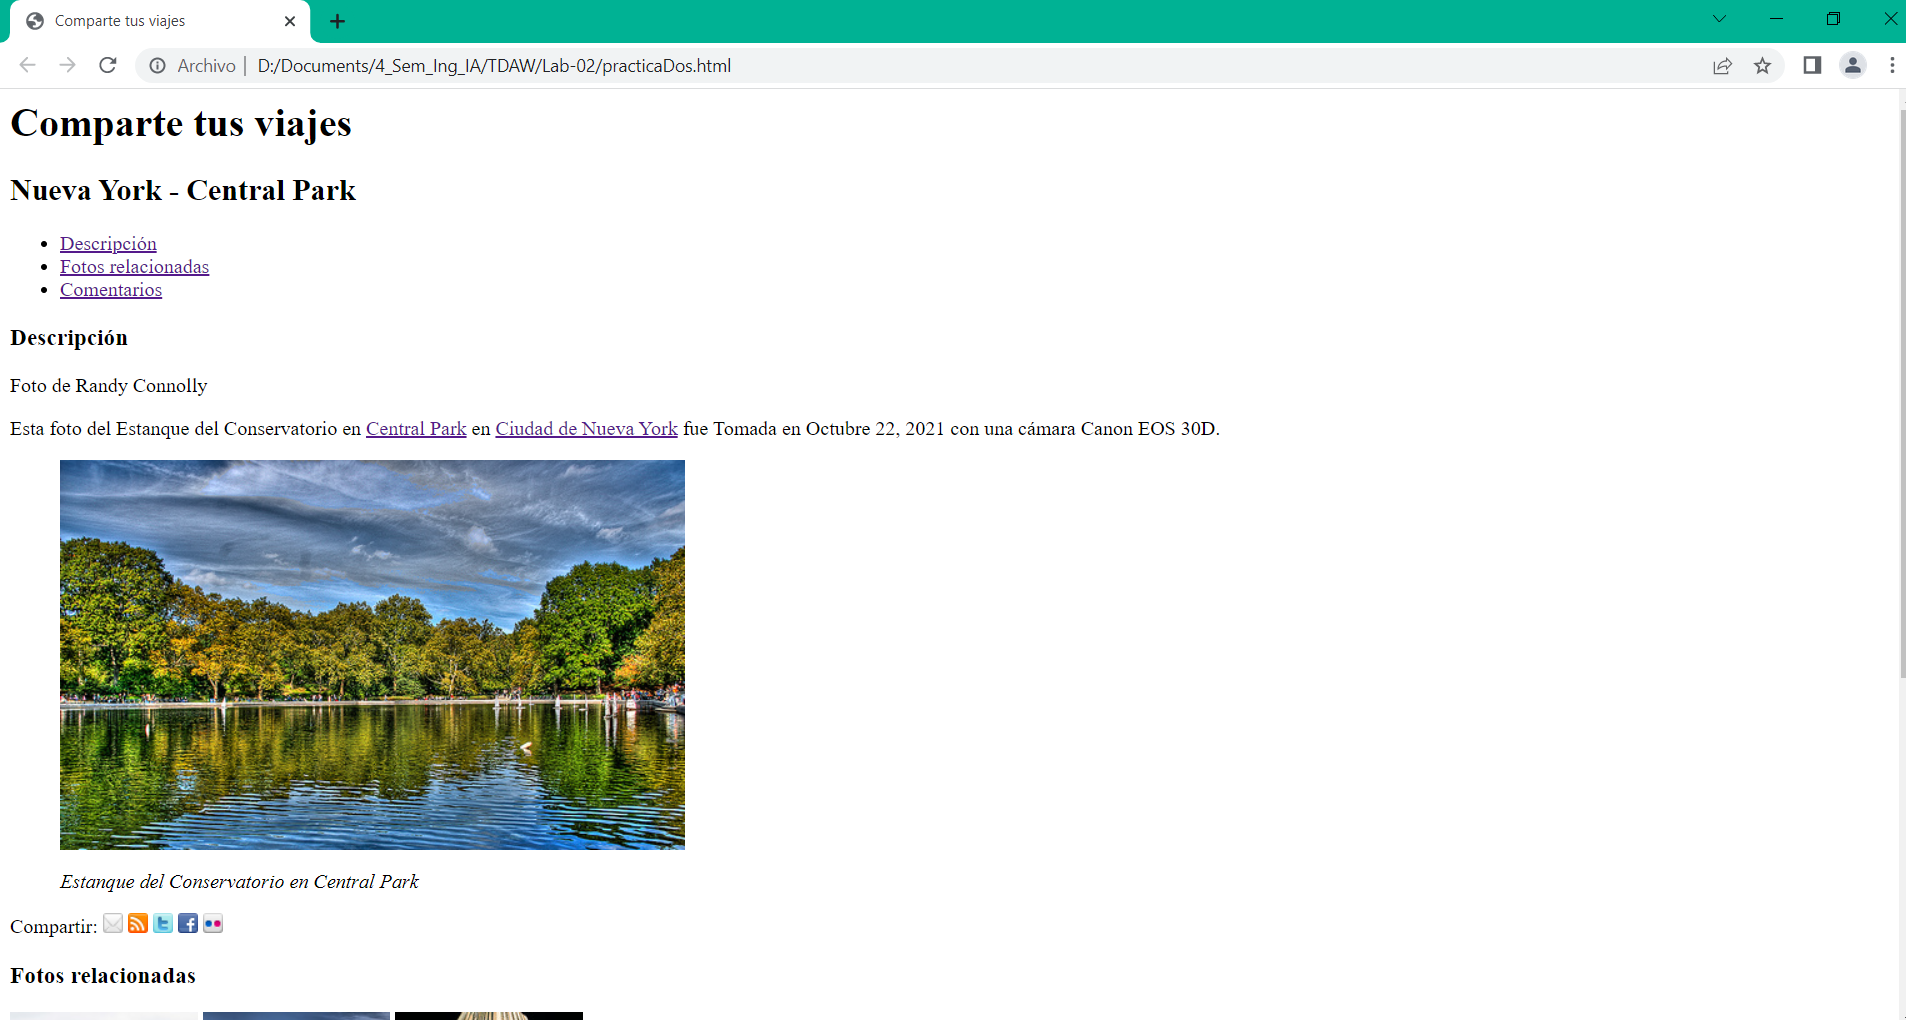 Comparte tus viajes
Archivo | D:/Documents/4_Sem_Ing_IA/TDAW/Lab-02/practicaDos.html
Comparte tus viajes
Nueva York - Central Park
Descripción
Fotos relacionadas
Comentarios
Descripción
Foto de Randy Connolly
Esta foto del Estanque del Conservatorio en Central Park en Ciudad de Nueva York fue Tomada en Octubre 22, 2021 con una cámara Canon EOS 30D.
Estanque del Conservatorio en Central Park
Compartir:
Fotos relacionadas